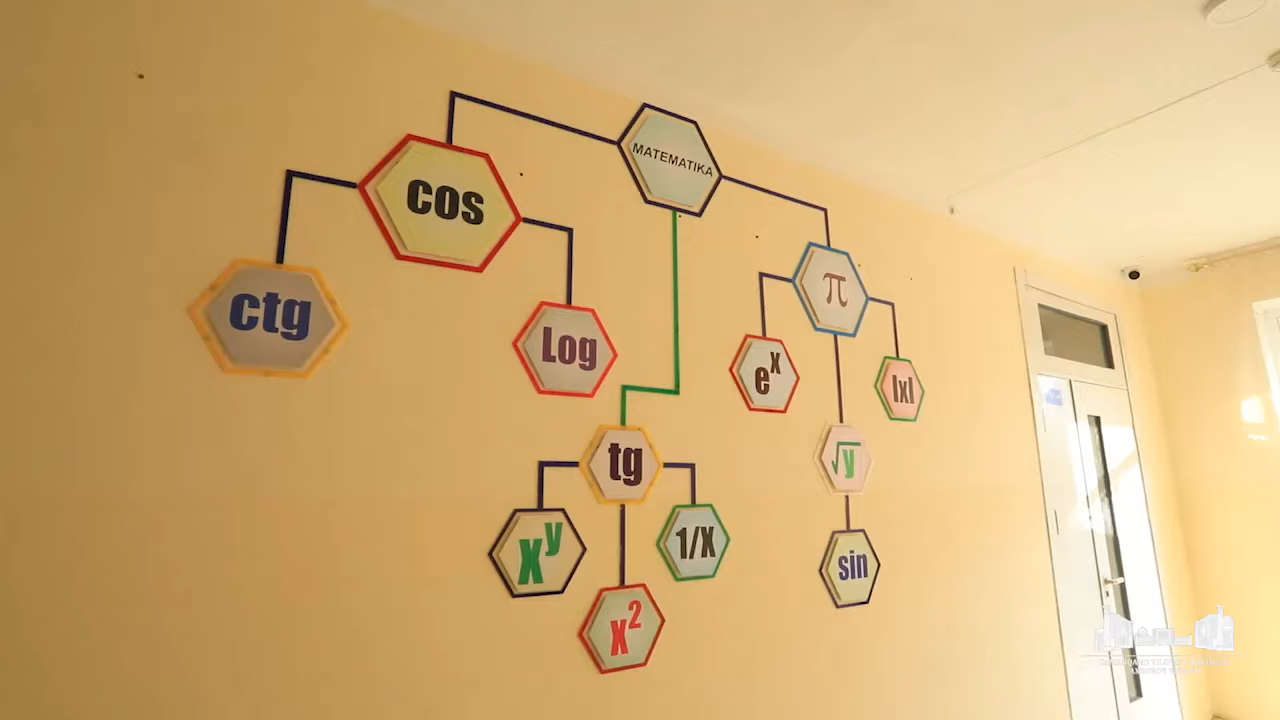 MATEMATIKA
cos
ctg
Log
π
eˣ
|x|
tg
√y
xʸ
1/X
sin
x²